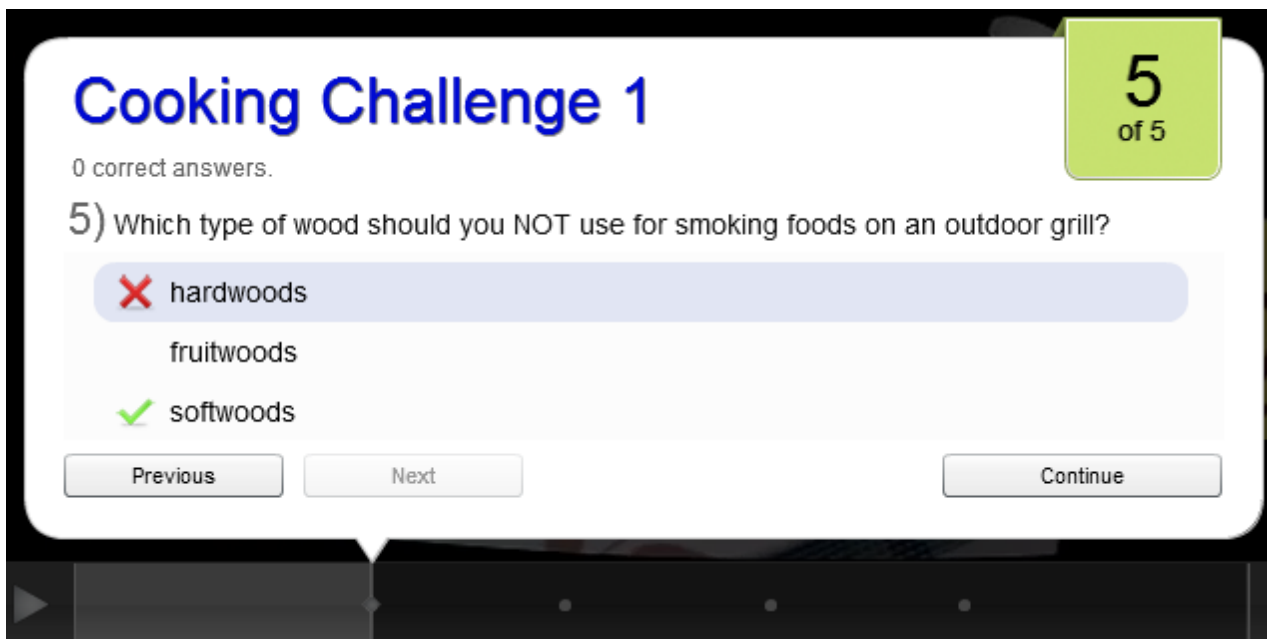 Cooking Challenge 1
5
of 5
0 correct answers.
5) Which type of wood should you NOT use for smoking foods on an outdoor grill?
hardwoods
fruitwoods
softwoods
Previous
Next
Continue